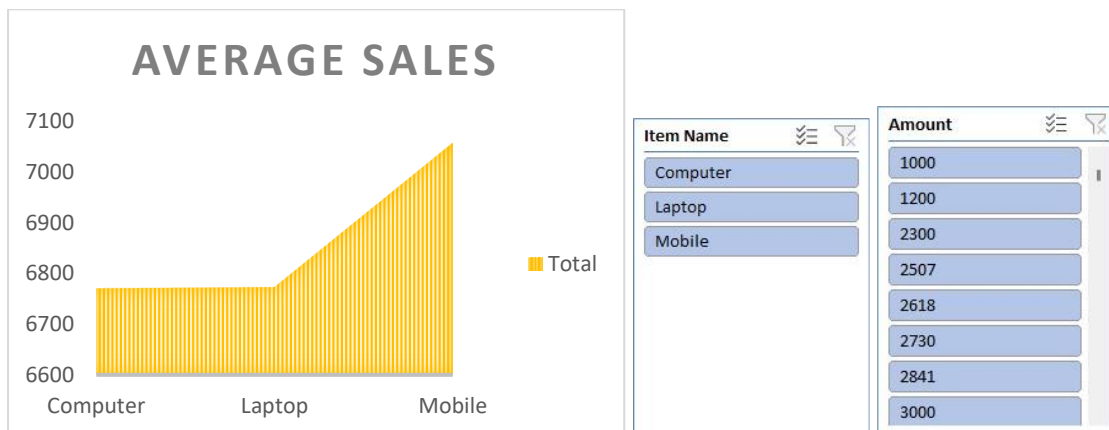 AVERAGE SALES
7100
7000
6900
6800
6700
6600
Computer Laptop Mobile
Total
Item Name
Computer
Laptop
Mobile
Amount
1000
1200
2300
2507
2618
2730
2841
3000